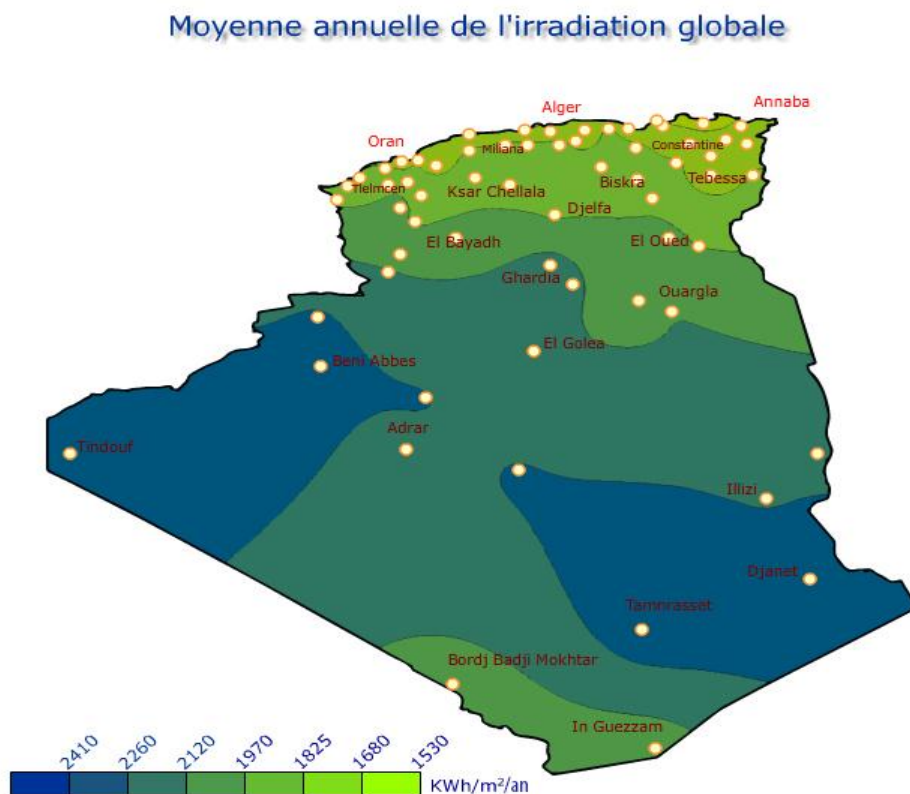 Moyenne annuelle de l'irradiation globale
Annaba
Alger
Oran
Constantine
Miliana
Tebessa
Biskra
Tlelmcen
Ksar Chellala
Djelfa
El Bayadh
El Oued
Ghardia
Ouargla
El Golea
Beni Abbes
Adrar
Tindouf
Illizi
Djanet
Tamnrasset
Bordj Badji Mokhtar
In Guezzam
2410 2260 2120 1970 1825 1680 1530
KWh/m²/an